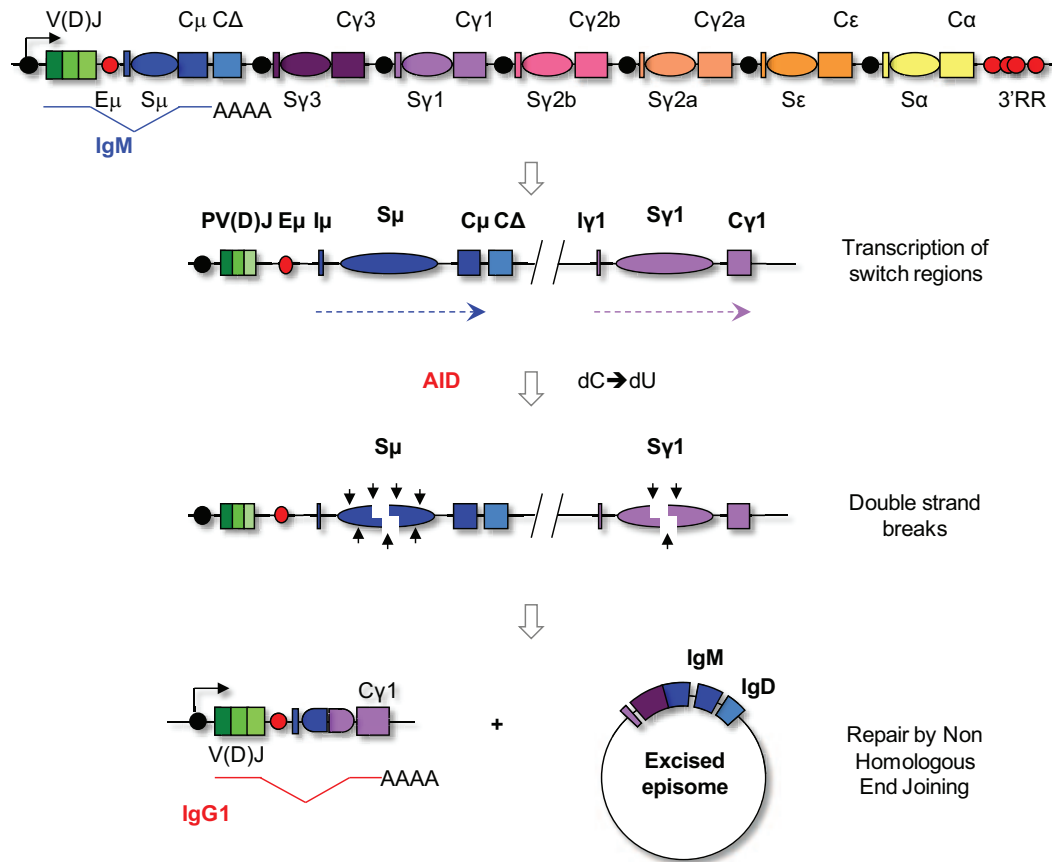 V(D)J Cμ CΔ Cγ3 Cγ1 Cγ2b Cγ2a Cε Cα
Eμ Sμ AAAA Sγ3 Sγ1 Sγ2b Sγ2a Sε Sα 3'RR
IgM
PV(D)J Eμ Iμ Sμ Cμ CΔ Iγ1 Sγ1 Cγ1
Transcription of
switch regions
AID dC➔dU
Sμ Sγ1
Double strand
breaks
IgM
IgD
Cγ1
+
V(D)J
AAAA
IgG1
Excised
episome
Repair by Non
Homologous
End Joining